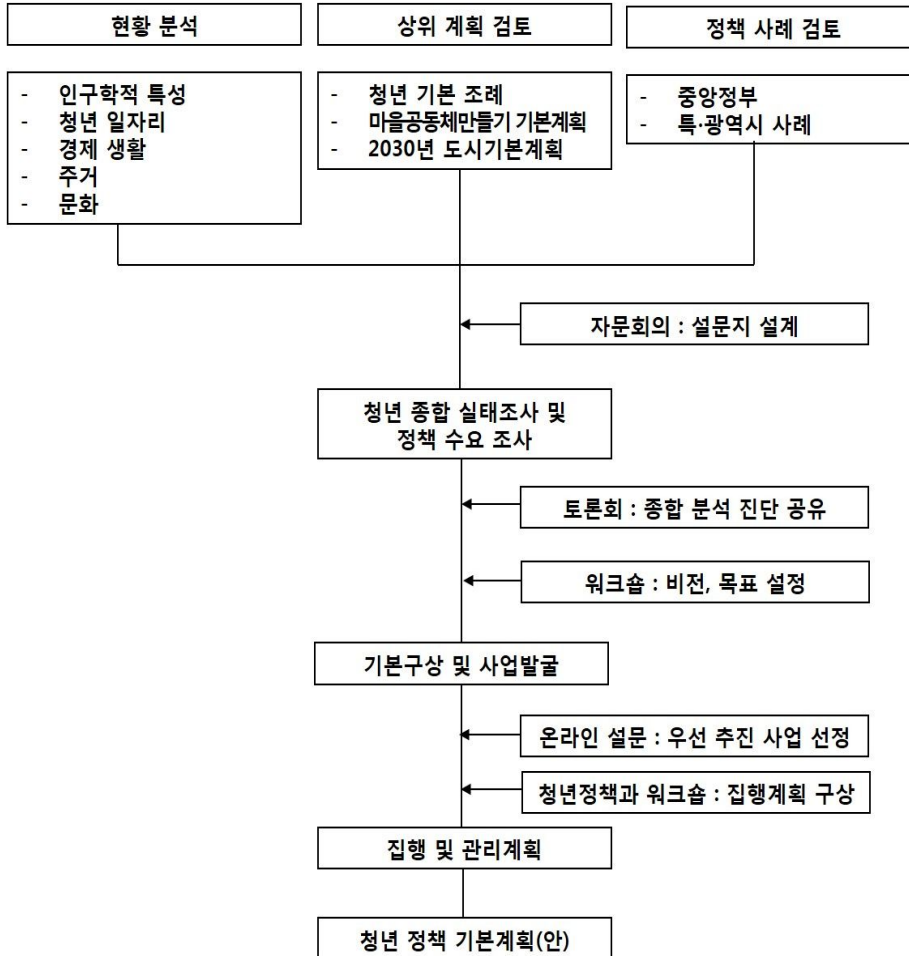 현황 분석
상위 계획 검토
정책 사례 검토
- 인구학적 특성
- 청년 일자리
- 경제 생활
- 주거
- 문화
- 청년 기본 조례
- 마을공동체만들기 기본계획
- 2030년 도시기본계획
- 중앙정부
- 특·광역시 사례
자문회의 : 설문지 설계
청년 종합 실태조사 및
정책 수요 조사
토론회 : 종합 분석 진단 공유
워크숍 : 비전, 목표 설정
기본구상 및 사업발굴
온라인 설문 : 우선 추진 사업 선정
청년정책과 워크숍 : 집행계획 구상
집행 및 관리계획
청년 정책 기본계획(안)